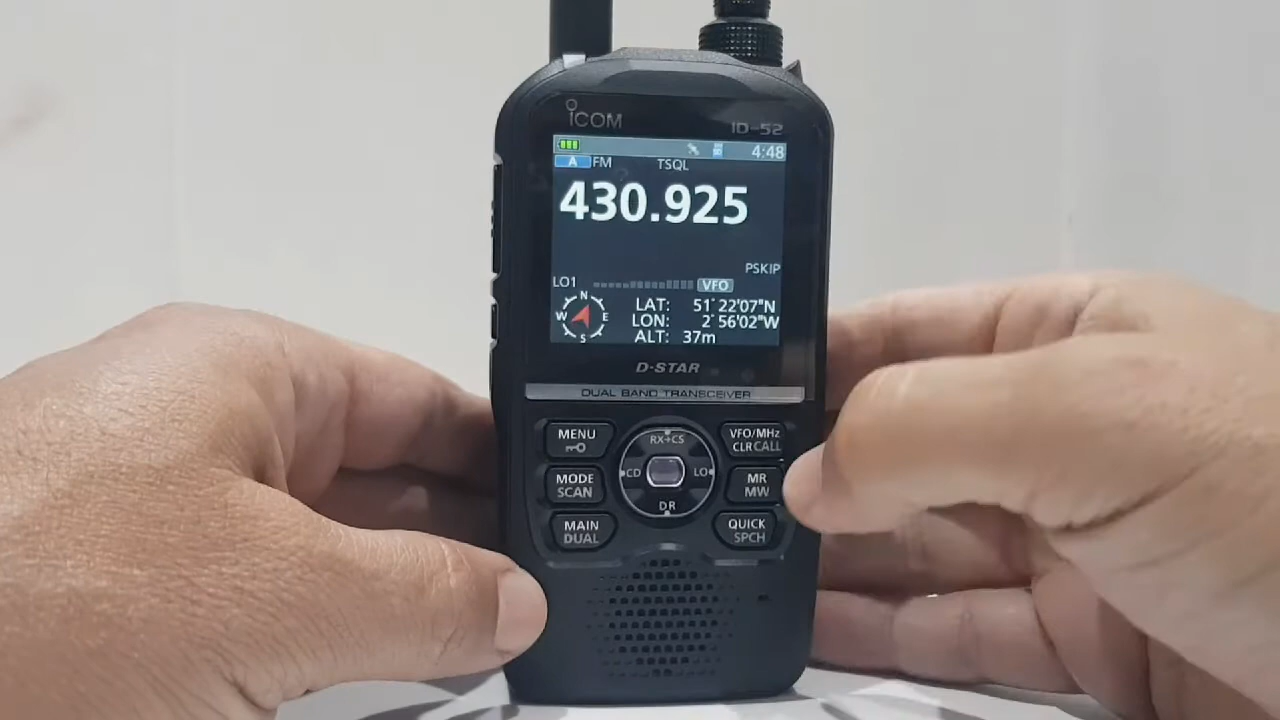 iCOM ID-52
4:48
A FM TSQL
430.925
PSKIP
LO1 VFO
N
W E
S
LAT: 51°22'07"N
LON: 2°56'02"W
ALT: 37m
D-STAR
DUAL BAND TRANSCEIVER
MENU
RX→CS
VFO/MHz
CLR CALL
MODE
SCAN
CD
LO
MR
MW
DR
MAIN
DUAL
QUICK
SPCH